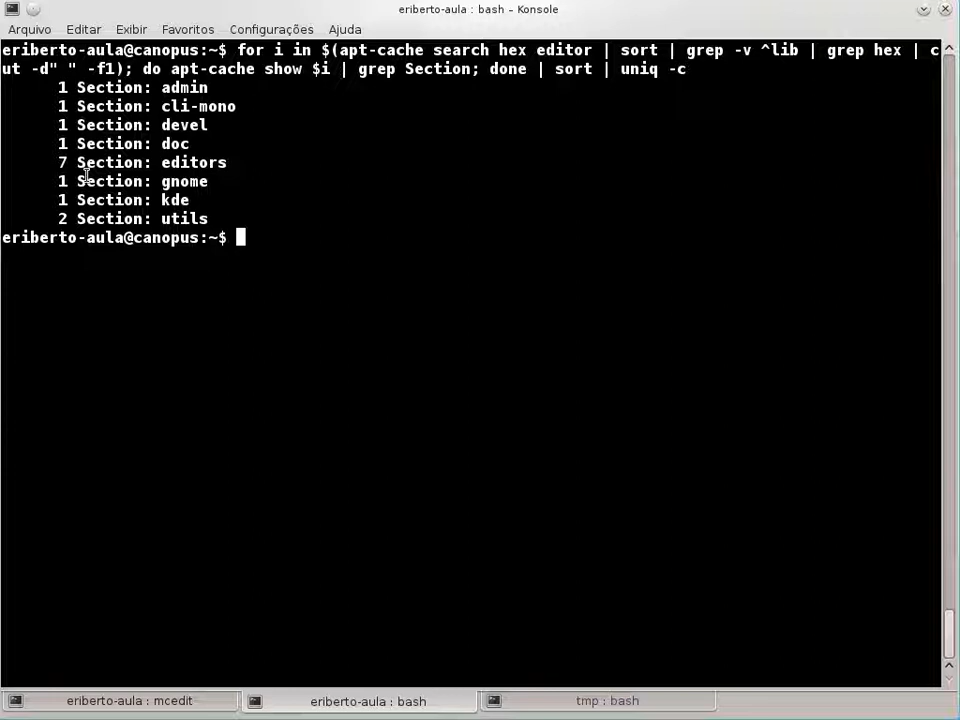 eriberto-aula : bash – Konsole
Arquivo Editar Exibir Favoritos Configurações Ajuda
eriberto-aula@canopus:~$ for i in $(apt-cache search hex editor | sort | grep -v ^lib | grep hex | c
ut -d" " -f1); do apt-cache show $i | grep Section; done | sort | uniq -c
1 Section: admin
1 Section: cli-mono
1 Section: devel
1 Section: doc
7 Section: editors
1 Section: gnome
1 Section: kde
2 Section: utils
eriberto-aula@canopus:~$
eriberto-aula : mcedit eriberto-aula : bash tmp : bash